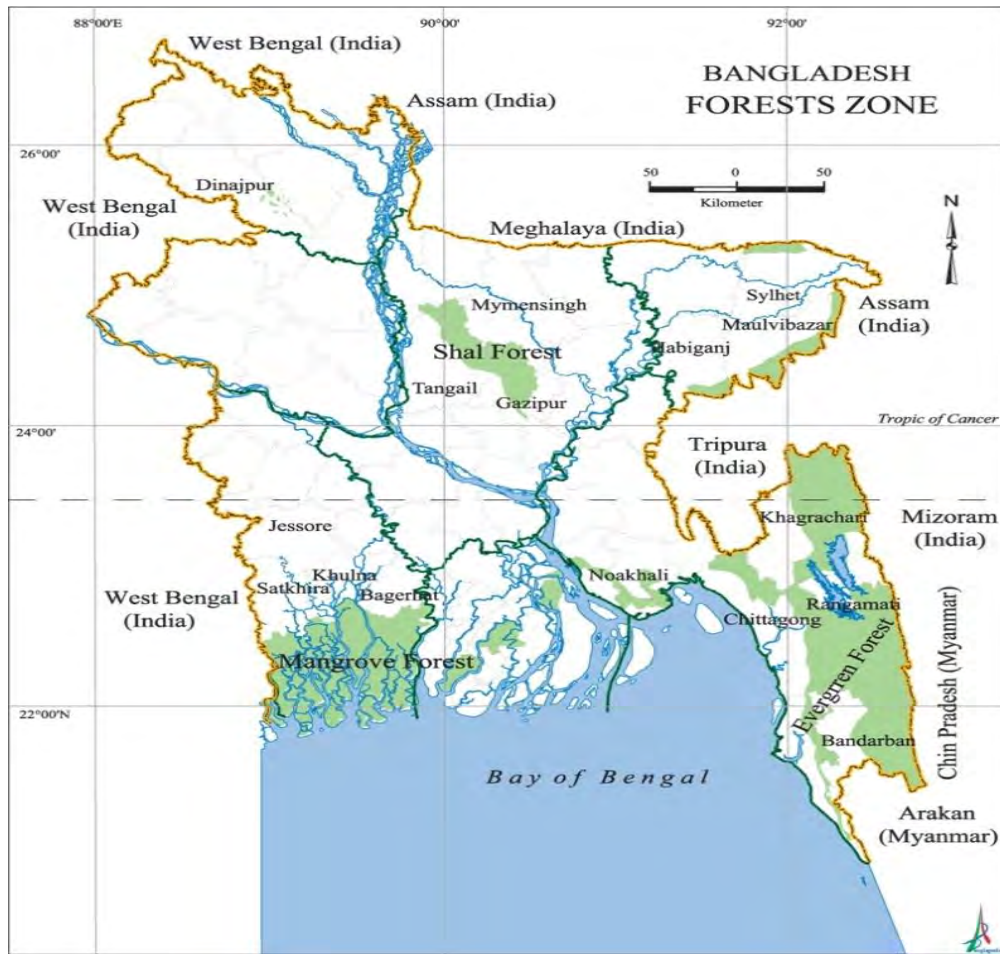 88°00'E
90°00'
92°00'
West Bengal (India)
BANGLADESH
FORESTS ZONE
Assam (India)
26°00'
50 0 50
Kilometer
Dinajpur
West Bengal
(India)
N
Meghalaya (India)
Sylhet
Mymensingh
Assam
(India)
Maulvibazar
Shal Forest
Habiganj
Tangail
Gazipur
24°00'
Tropic of Cancer
Tripura
(India)
Khagrachari
Mizoram
(India)
Jessore
Khulna
Noakhali
Satkhira
Bagerhat
West Bengal
(India)
Rangamati
Chittagong
Mangrove Forest
Evergrren Forest
Chin Pradesh (Myanmar)
22°00'N
Bandarban
Bay of Bengal
Arakan
(Myanmar)